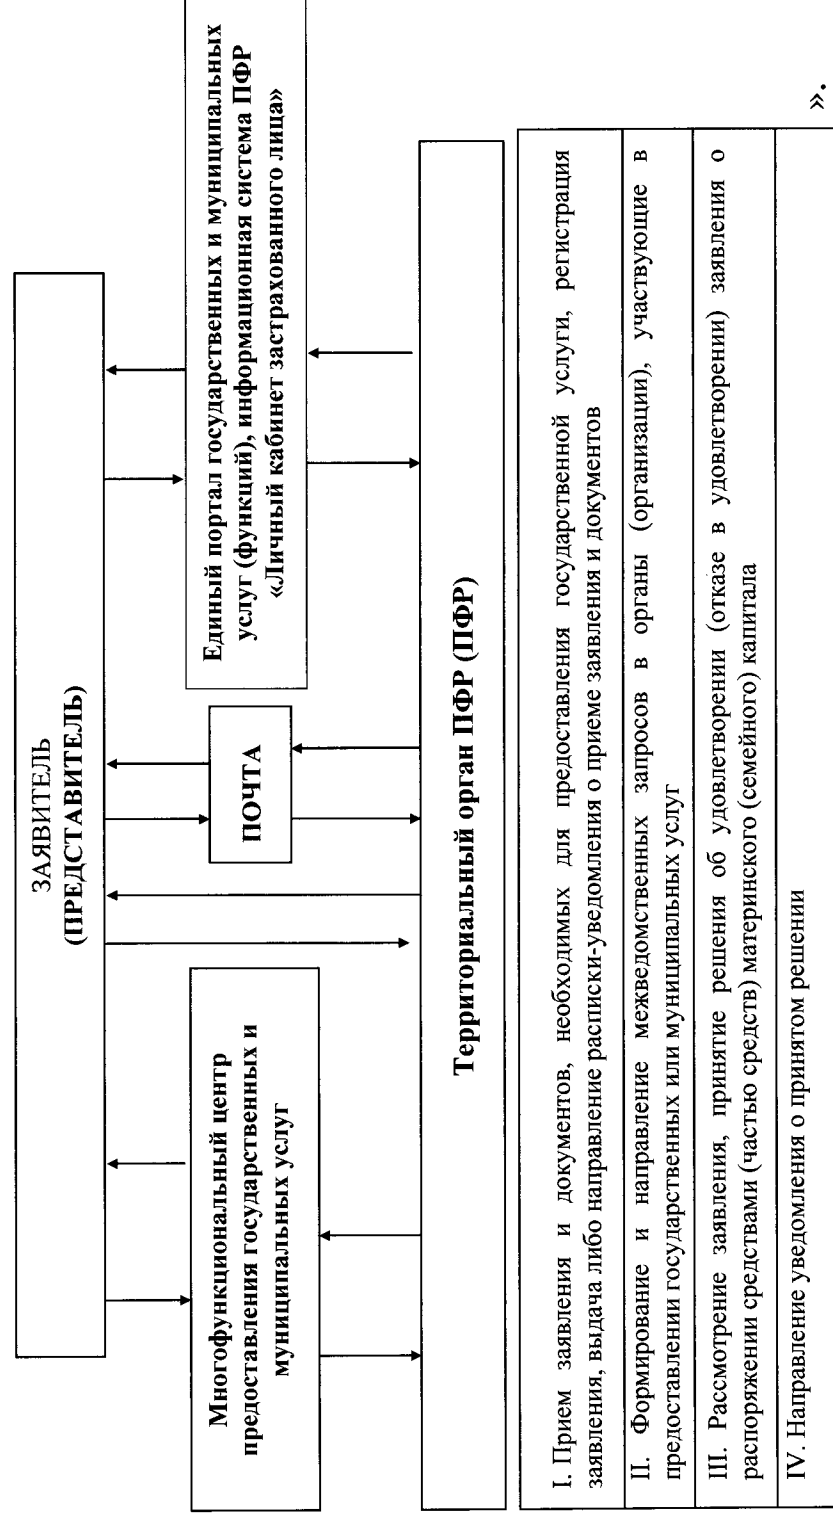 ЗАЯВИТЕЛЬ
(ПРЕДСТАВИТЕЛЬ)
Многофункциональный центр
предоставления государственных и
муниципальных услуг
ПОЧТА
Единый портал государственных и муниципальных
услуг (функций), информационная система ПФР
«Личный кабинет застрахованного лица»
Территориальный орган ПФР (ПФР)
I. Прием заявления и документов, необходимых для предоставления государственной услуги, регистрация
заявления, выдача либо направление расписки-уведомления о приеме заявления и документов
II. Формирование и направление межведомственных запросов в органы (организации), участвующие в
предоставлении государственных или муниципальных услуг
III. Рассмотрение заявления, принятие решения об удовлетворении (отказе в удовлетворении) заявления о
распоряжении средствами (частью средств) материнского (семейного) капитала
IV. Направление уведомления о принятом решении
».